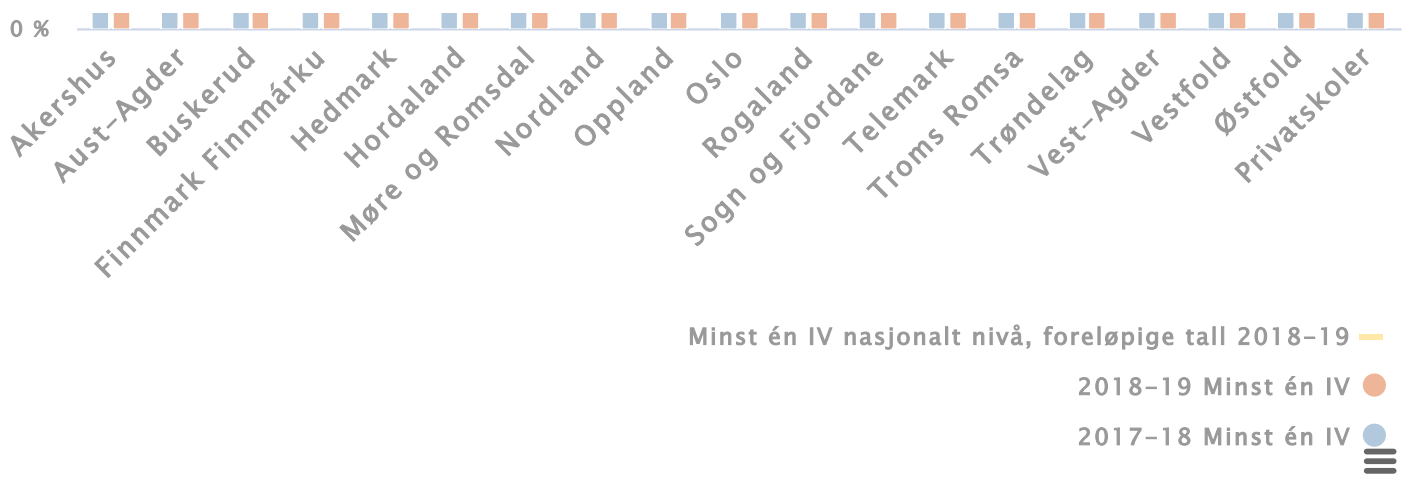 0 %
Akershus
Aust-Agder
Buskerud
Finnmark Finnmárku
Hedmark
Hordaland
Møre og Romsdal
Nordland
Oppland
Oslo
Rogaland
Sogn og Fjordane
Telemark
Troms Romsa
Trøndelag
Vest-Agder
Vestfold
Østfold
Privatskoler
Minst én IV nasjonalt nivå, foreløpige tall 2018-19
2018-19 Minst én IV
2017-18 Minst én IV